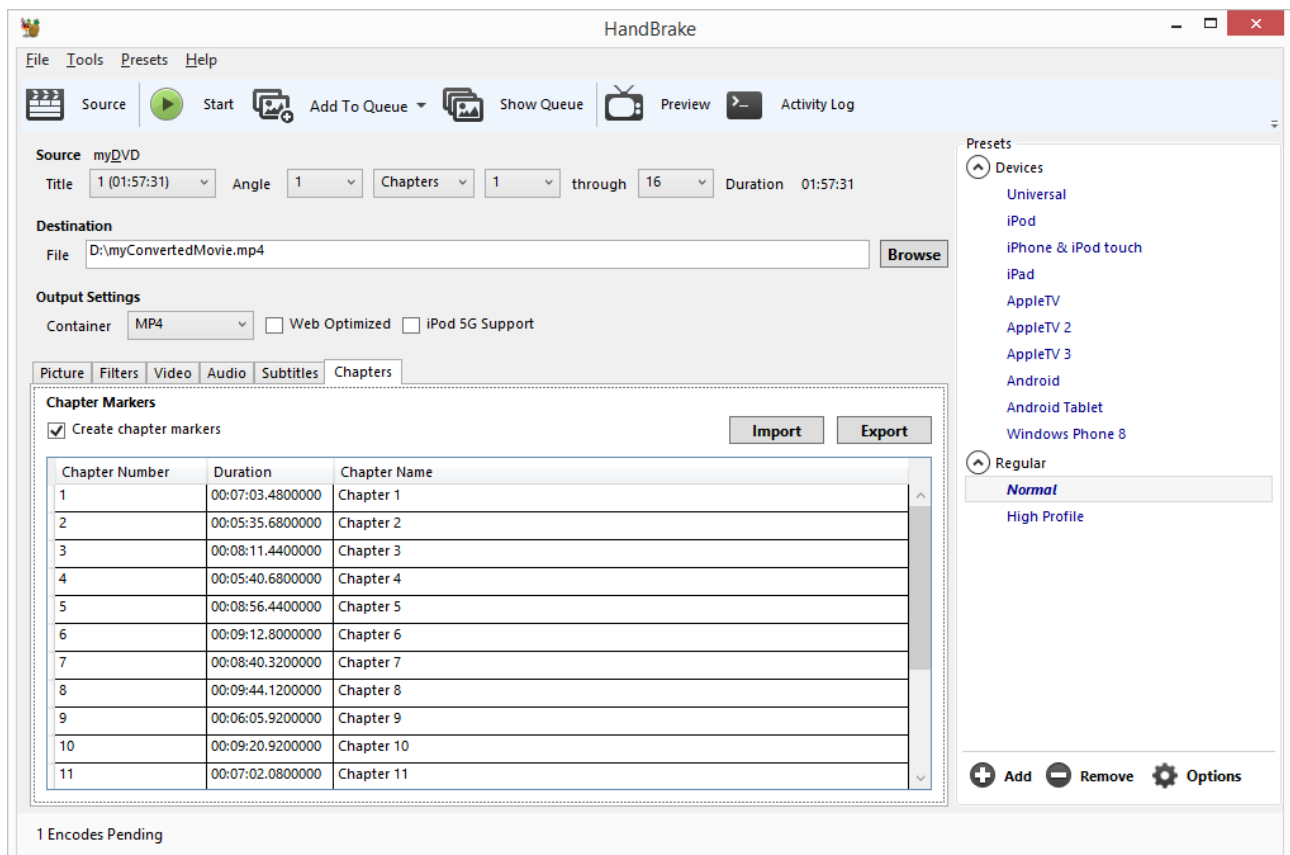 HandBrake
File Tools Presets Help
Source Start Add To Queue Show Queue Preview Activity Log
Source myDVD
Title 1 (01:57:31) Angle 1 Chapters 1 through 16 Duration 01:57:31
Destination
File D:\myConvertedMovie.mp4 Browse
Output Settings
Container MP4 Web Optimized iPod 5G Support
Picture Filters Video Audio Subtitles Chapters
Chapter Markers
Create chapter markers Import Export
Chapter Number Duration Chapter Name
1 00:07:03.4800000 Chapter 1
2 00:05:35.6800000 Chapter 2
3 00:08:11.4400000 Chapter 3
4 00:05:40.6800000 Chapter 4
5 00:08:56.4400000 Chapter 5
6 00:09:12.8000000 Chapter 6
7 00:08:40.3200000 Chapter 7
8 00:09:44.1200000 Chapter 8
9 00:06:05.9200000 Chapter 9
10 00:09:20.9200000 Chapter 10
11 00:07:02.0800000 Chapter 11
Presets
Devices
Universal
iPod
iPhone & iPod touch
iPad
AppleTV
AppleTV 2
AppleTV 3
Android
Android Tablet
Windows Phone 8
Regular
Normal
High Profile
Add Remove Options
1 Encodes Pending